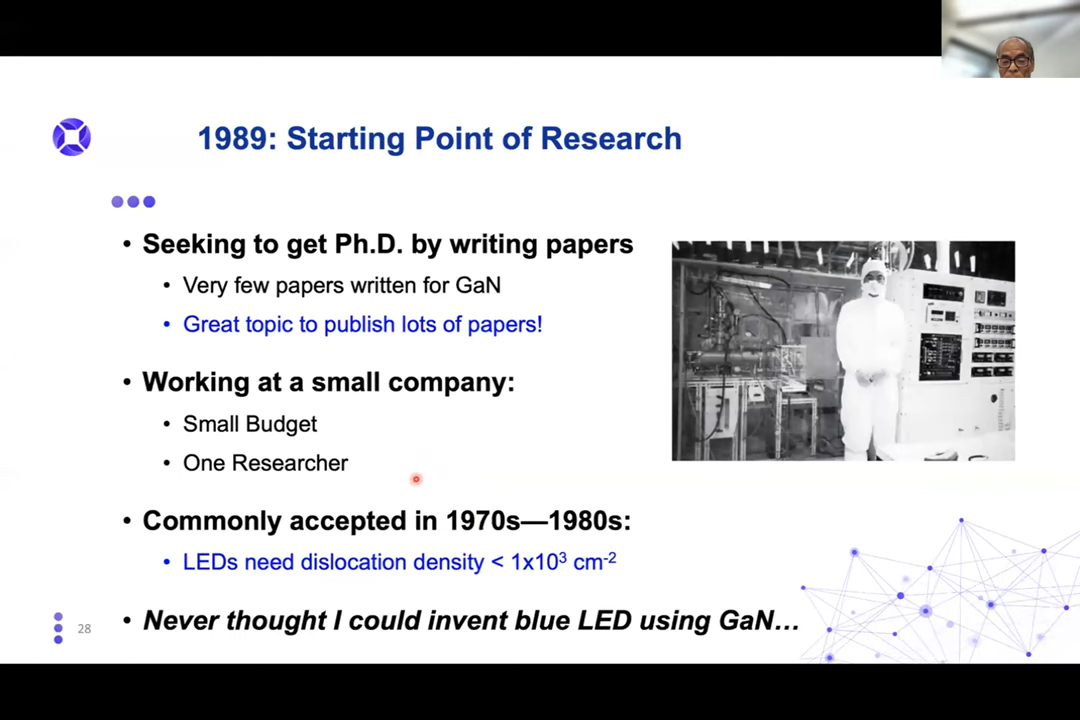 1989: Starting Point of Research
• Seeking to get Ph.D. by writing papers
• Very few papers written for GaN
• Great topic to publish lots of papers!
• Working at a small company:
• Small Budget
• One Researcher
• Commonly accepted in 1970s—1980s:
• LEDs need dislocation density < 1x10³ cm⁻²
• Never thought I could invent blue LED using GaN…
28